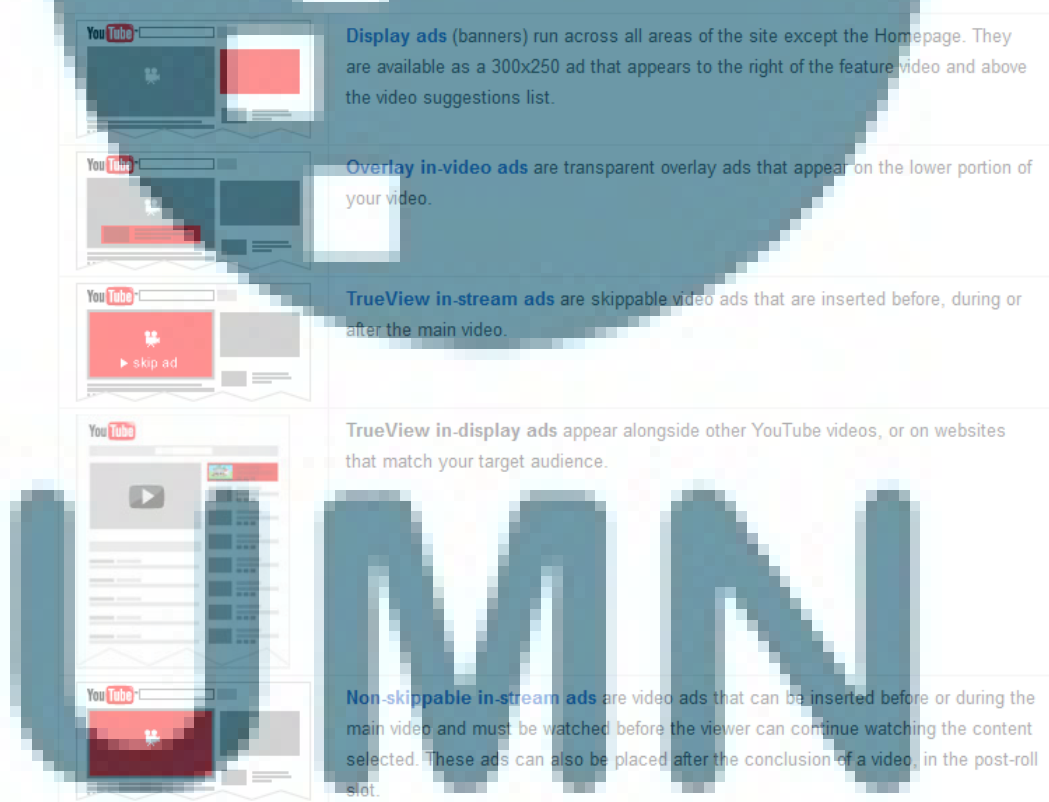 YouTube
Display ads (banners) run across all areas of the site except the Homepage. They
are available as a 300x250 ad that appears to the right of the feature video and above
the video suggestions list.
YouTube
Overlay in-video ads are transparent overlay ads that appear on the lower portion of
your video.
YouTube
skip ad
TrueView in-stream ads are skippable video ads that are inserted before, during or
after the main video.
YouTube
TrueView in-display ads appear alongside other YouTube videos, or on websites
that match your target audience.
UMN
YouTube
Non-skippable in-stream ads are video ads that can be inserted before or during the
main video and must be watched before the viewer can continue watching the content
selected. These ads can also be placed after the conclusion of a video, in the post-roll
slot.